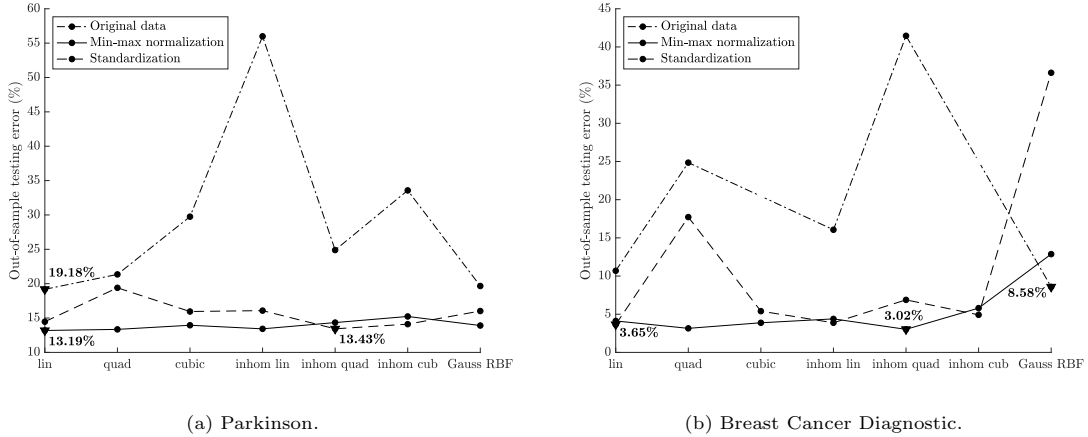 60
55
50
45
40
35
30
25
20
15
10
Out-of-sample testing error (%)
Original data
Min-max normalization
Standardization
19.18%
13.19%
13.43%
lin quad cubic inhom lin inhom quad inhom cub Gauss RBF
(a) Parkinson.
45
40
35
30
25
20
15
10
5
0
Out-of-sample testing error (%)
Original data
Min-max normalization
Standardization
3.65%
3.02%
8.58%
lin quad cubic inhom lin inhom quad inhom cub Gauss RBF
(b) Breast Cancer Diagnostic.